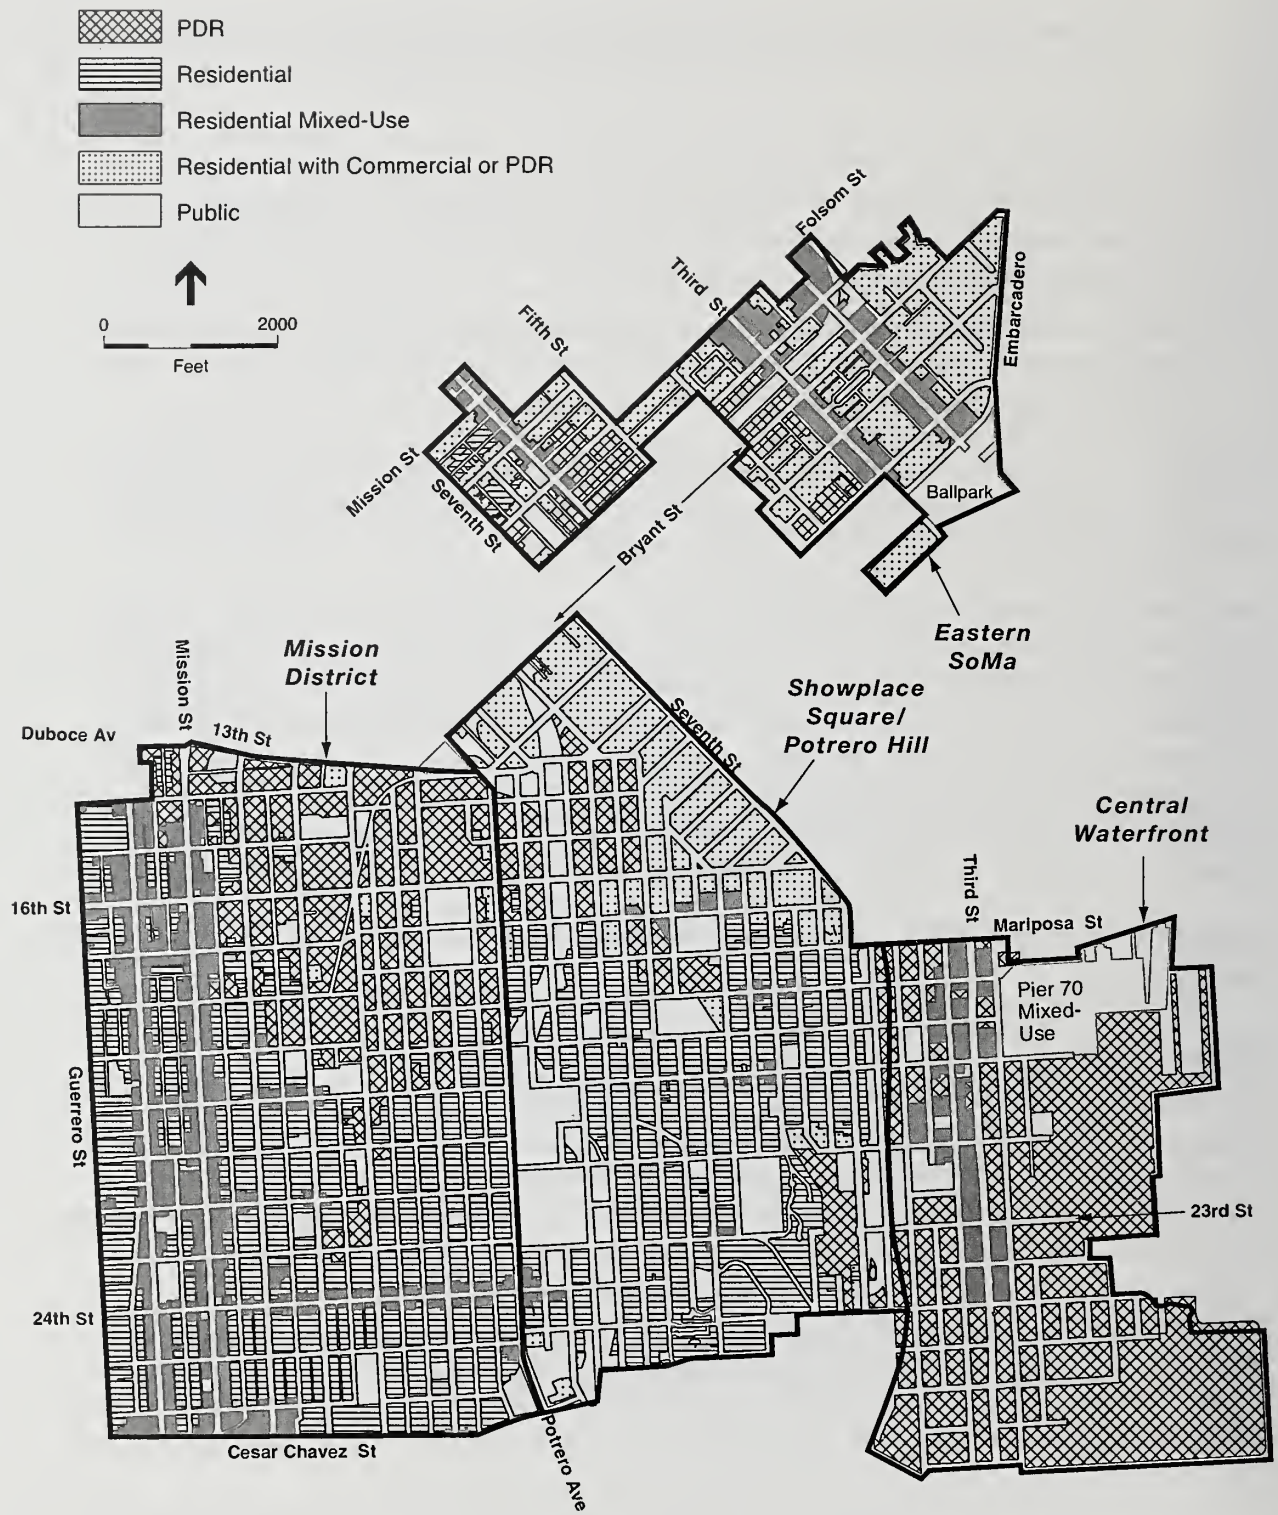 PDR
Residential
Residential Mixed-Use
Residential with Commercial or PDR
Public
0 2000
Feet
Folsom St
Third St
Fifth St
Embarcadero
Mission St
Seventh St
Bryant St
Ballpark
Eastern
SoMa
Mission St
Mission
District
Duboce Av
13th St
Seventh St
Showplace
Square/
Potrero Hill
Central
Waterfront
16th St
Third St
Mariposa St
Pier 70
Mixed-
Use
Guerrero St
23rd St
24th St
Cesar Chavez St
Potrero Ave